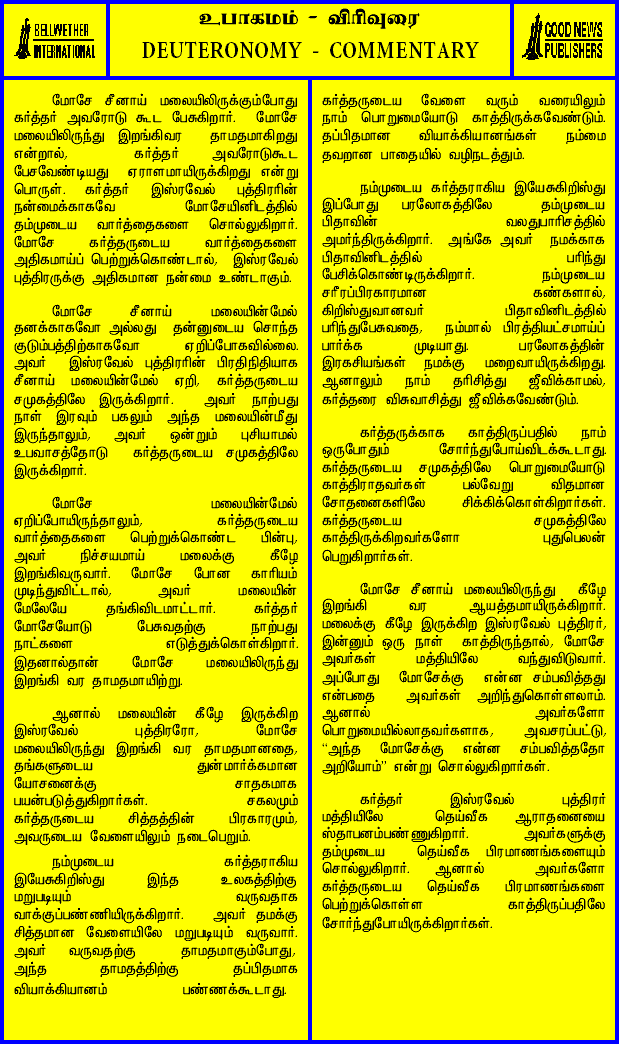 BELLWETHER
INTERNATIONAL
உபாகமம் - விரிவுரை
DEUTERONOMY - COMMENTARY
GOOD NEWS
PUBLISHERS
மோசே சீனாய் மலையிலிருக்கும்போது
கர்த்தர் அவரோடு கூட பேசுகிறார். மோசே
மலையிலிருந்து இறங்கிவர தாமதமாகிறது
என்றால், கர்த்தர் அவரோடுகூட
பேசவேண்டியது ஏராளமாயிருக்கிறது என்று
பொருள். கர்த்தர் இஸ்ரவேல் புத்திரரின்
நன்மைக்காகவே மோசேயினிடத்தில்
தம்முடைய வார்த்தைகளை சொல்லுகிறார்.
மோசே கர்த்தருடைய வார்த்தைகளை
அதிகமாய்ப் பெற்றுக்கொண்டால், இஸ்ரவேல்
புத்திரருக்கு அதிகமான நன்மை உண்டாகும்.
மோசே சீனாய் மலையின்மேல்
தனக்காகவோ அல்லது தன்னுடைய சொந்த
குடும்பத்திற்காகவோ ஏறிப்போகவில்லை.
அவர் இஸ்ரவேல் புத்திரரின் பிரதிநிதியாக
சீனாய் மலையின்மேல் ஏறி, கர்த்தருடைய
சமுகத்திலே இருக்கிறார். அவர் நாற்பது
நாள் இரவும் பகலும் அந்த மலையின்மீது
இருந்தாலும், அவர் ஒன்றும் புசியாமல்
உபவாசத்தோடு கர்த்தருடைய சமுகத்திலே
இருக்கிறார்.
மோசே மலையின்மேல்
ஏறிப்போயிருந்தாலும், கர்த்தருடைய
வார்த்தைகளை பெற்றுக்கொண்ட பின்பு,
அவர் நிச்சயமாய் மலைக்கு கீழே
இறங்கிவருவார். மோசே போன காரியம்
முடிந்துவிட்டால், அவர் மலையின்
மேலேயே தங்கிவிடமாட்டார். கர்த்தர்
மோசேயோடு பேசுவதற்கு நாற்பது
நாட்களை எடுத்துக்கொள்கிறார்.
இதனால்தான் மோசே மலையிலிருந்து
இறங்கி வர தாமதமாயிற்று.
ஆனால் மலையின் கீழே இருக்கிற
இஸ்ரவேல் புத்திரரோ, மோசே
மலையிலிருந்து இறங்கி வர தாமதமானதை,
தங்களுடைய துன்மார்க்கமான
யோசனைக்கு சாதகமாக
பயன்படுத்துகிறார்கள். சகலமும்
கர்த்தருடைய சித்தத்தின் பிரகாரமும்,
அவருடைய வேளையிலும் நடைபெறும்.
நம்முடைய கர்த்தராகிய
இயேசுகிறிஸ்து இந்த உலகத்திற்கு
மறுபடியும் வருவதாக
வாக்குப்பண்ணியிருக்கிறார். அவர் தமக்கு
சித்தமான வேளையிலே மறுபடியும் வருவார்.
அவர் வருவதற்கு தாமதமாகும்போது,
அந்த தாமதத்திற்கு தப்பிதமாக
வியாக்கியானம் பண்ணக்கூடாது.
கர்த்தருடைய வேளை வரும் வரையிலும்
நாம் பொறுமையோடு காத்திருக்கவேண்டும்.
தப்பிதமான வியாக்கியானங்கள் நம்மை
தவறான பாதையில் வழிநடத்தும்.
நம்முடைய கர்த்தராகிய இயேசுகிறிஸ்து
இப்போது பரலோகத்திலே தம்முடைய
பிதாவின் வலதுபாரிசத்தில்
அமர்ந்திருக்கிறார். அங்கே அவர் நமக்காக
பிதாவினிடத்தில் பரிந்து
பேசிக்கொண்டிருக்கிறார். நம்முடைய
சரீரப்பிரகாரமான கண்களால்,
கிறிஸ்துவானவர் பிதாவினிடத்தில்
பரிந்துபேசுவதை, நம்மால் பிரத்தியட்சமாய்ப்
பார்க்க முடியாது. பரலோகத்தின்
இரகசியங்கள் நமக்கு மறைவாயிருக்கிறது.
ஆனாலும் நாம் தரிசித்து ஜீவிக்காமல்,
கர்த்தரை விசுவாசித்து ஜீவிக்கவேண்டும்.
கர்த்தருக்காக காத்திருப்பதில் நாம்
ஒருபோதும் சோர்ந்துபோய்விடக்கூடாது.
கர்த்தருடைய சமுகத்திலே பொறுமையோடு
காத்திராதவர்கள் பல்வேறு விதமான
சோதனைகளிலே சிக்கிக்கொள்கிறார்கள்.
கர்த்தருடைய சமுகத்திலே
காத்திருக்கிறவர்களோ புதுபெலன்
பெறுகிறார்கள்.
மோசே சீனாய் மலையிலிருந்து கீழே
இறங்கி வர ஆயத்தமாயிருக்கிறார்.
மலைக்கு கீழே இருக்கிற இஸ்ரவேல் புத்திரர்,
இன்னும் ஒரு நாள் காத்திருந்தால், மோசே
அவர்கள் மத்தியிலே வந்துவிடுவார்.
அப்போது மோசேக்கு என்ன சம்பவித்தது
என்பதை அவர்கள் அறிந்துகொள்ளலாம்.
ஆனால் அவர்களோ
பொறுமையில்லாதவர்களாக, அவசரப்பட்டு,
“அந்த மோசேக்கு என்ன சம்பவித்ததோ
அறியோம்” என்று சொல்லுகிறார்கள்.
கர்த்தர் இஸ்ரவேல் புத்திரர்
மத்தியிலே தெய்வீக ஆராதனையை
ஸ்தாபனம்பண்ணுகிறார். அவர்களுக்கு
தம்முடைய தெய்வீக பிரமாணங்களையும்
சொல்லுகிறார். ஆனால் அவர்களோ
கர்த்தருடைய தெய்வீக பிரமாணங்களை
பெற்றுக்கொள்ள காத்திருப்பதிலே
சோர்ந்துபோயிருக்கிறார்கள்.